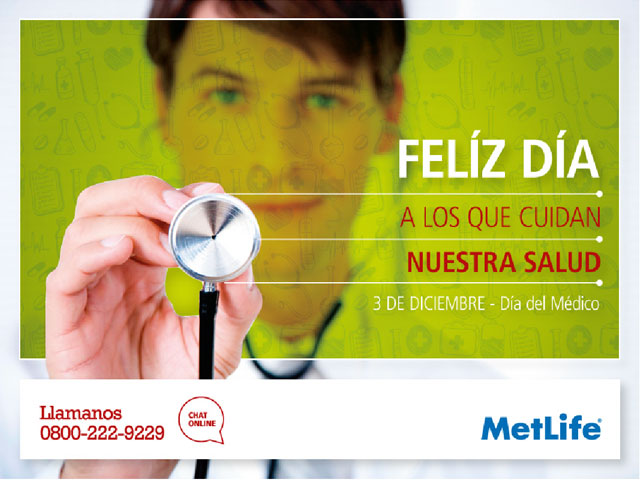 FELÍZ DÍA
A LOS QUE CUIDAN
NUESTRA SALUD
3 DE DICIEMBRE - Día del Médico
Llamanos
0800-222-9229
CHAT
ONLINE
MetLife®